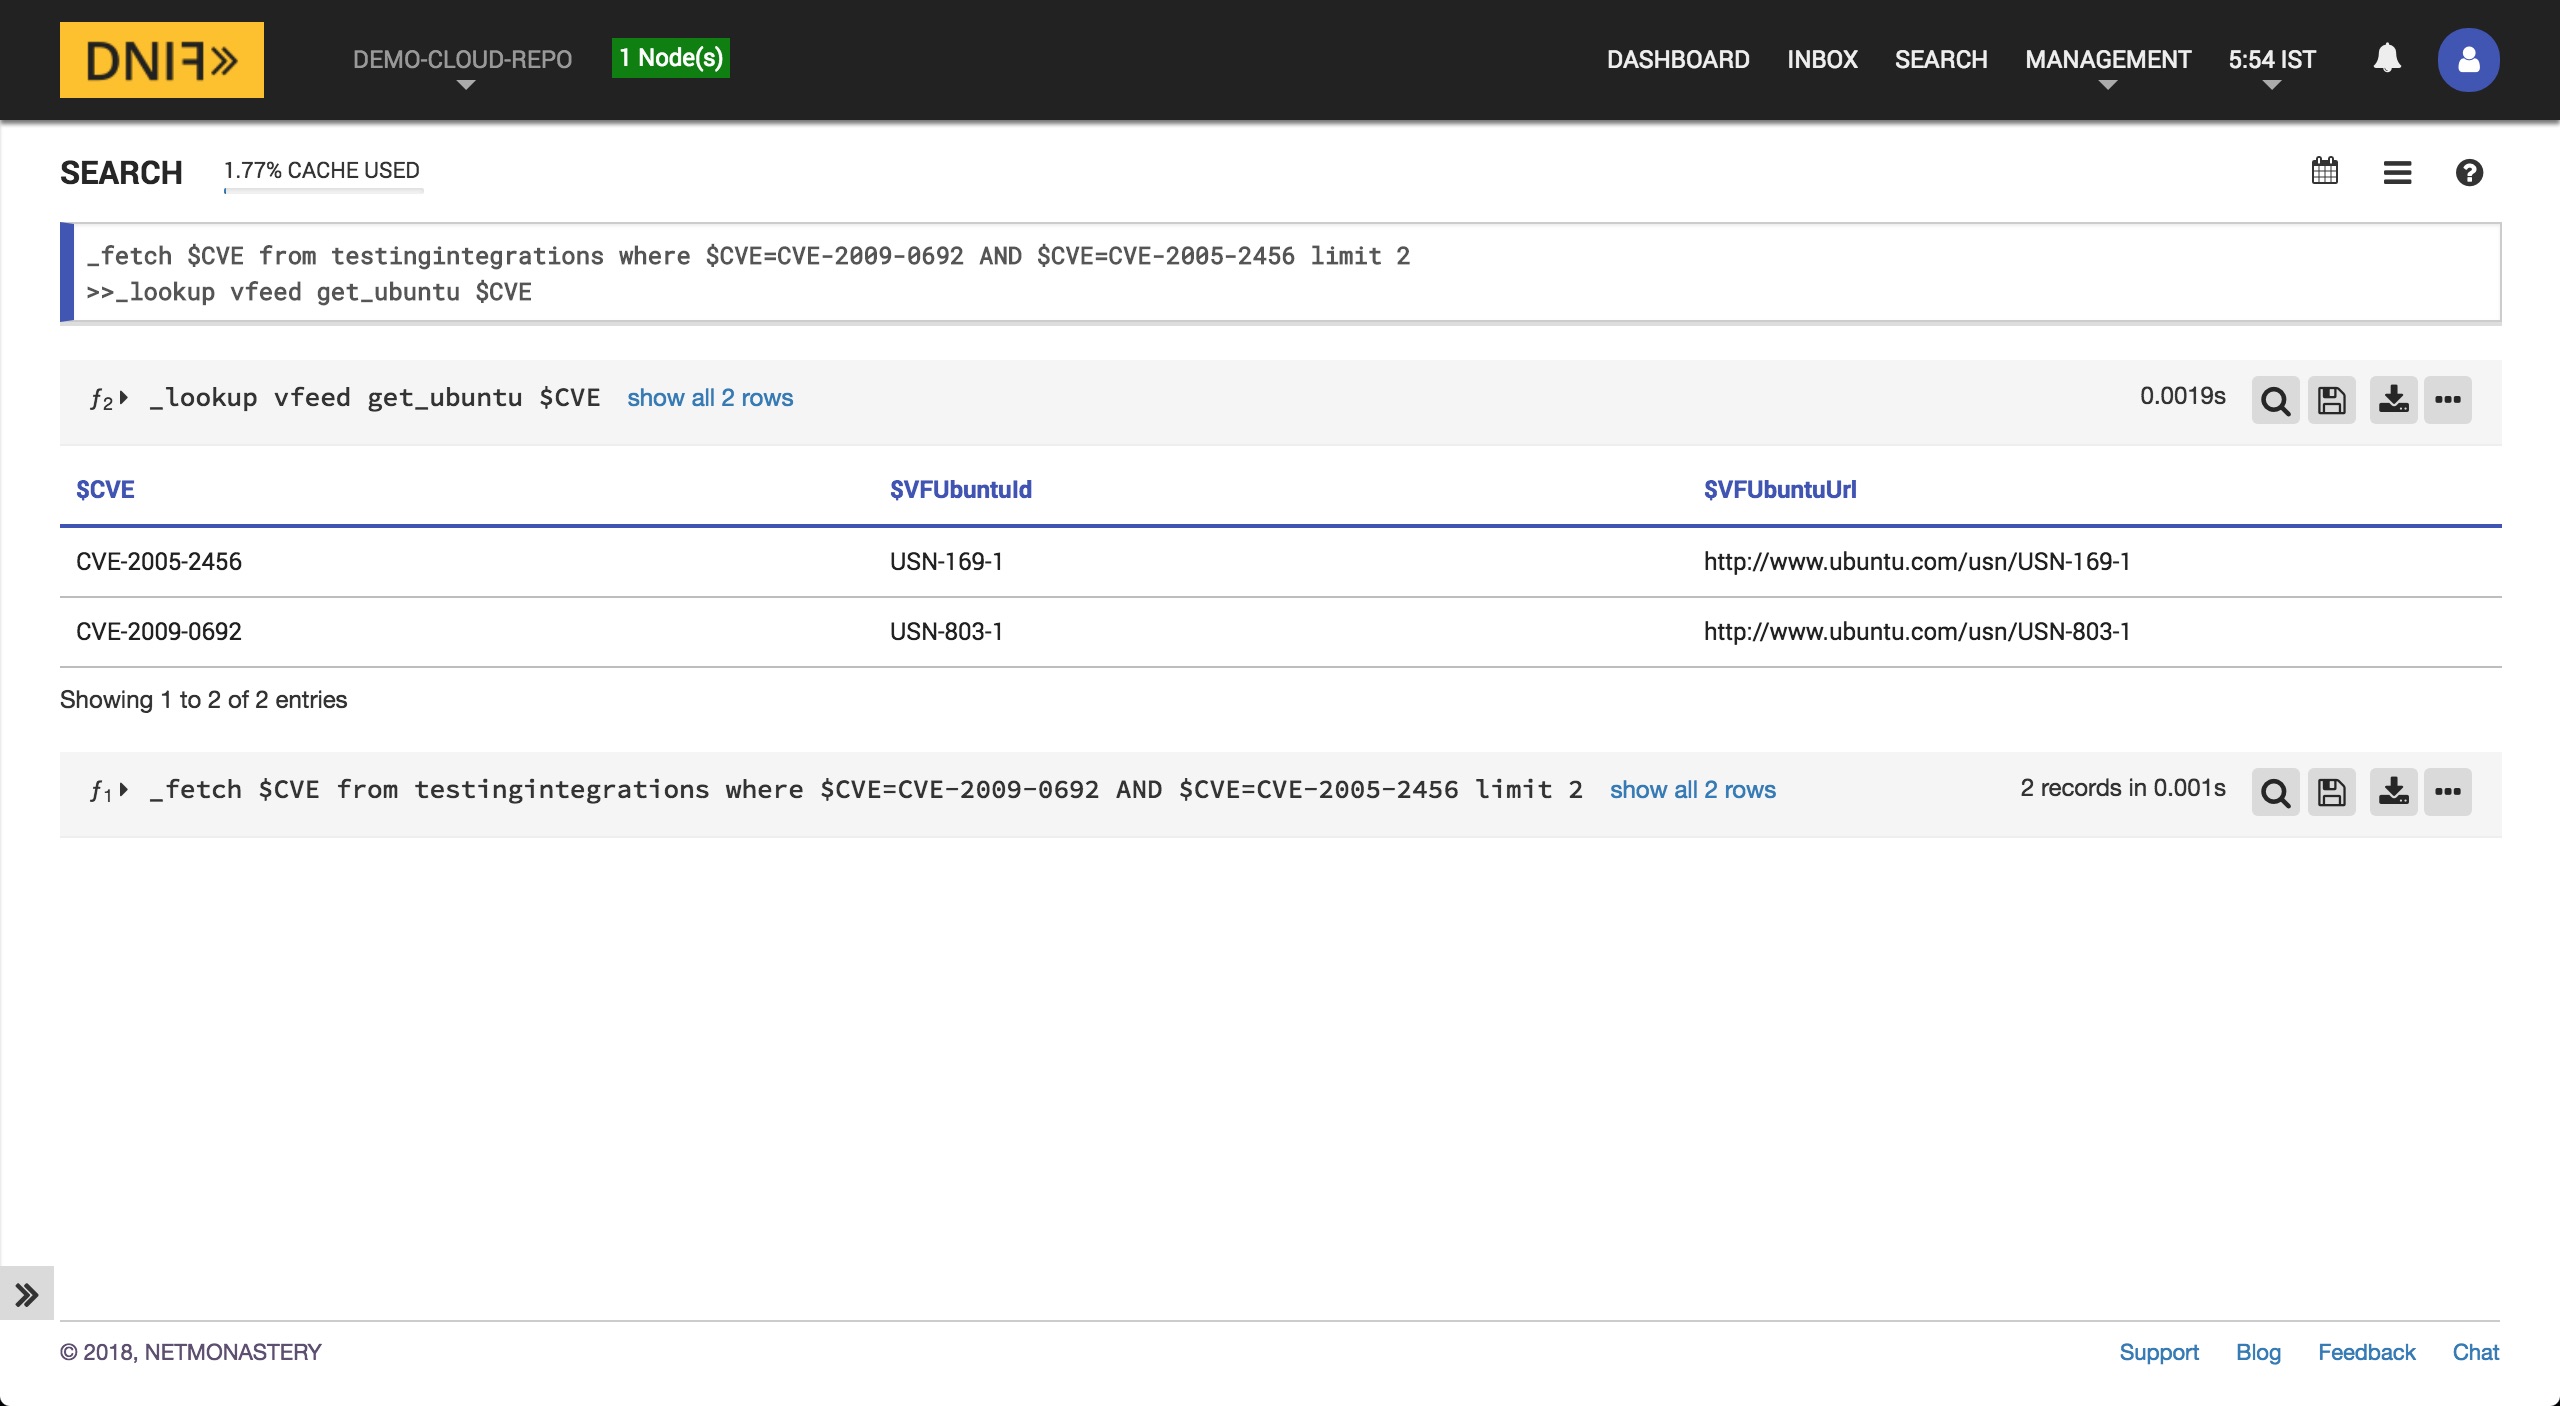 DNIF»
DEMO-CLOUD-REPO
1 Node(s)
DASHBOARD
INBOX
SEARCH
MANAGEMENT
5:54 IST
SEARCH
1.77% CACHE USED
_fetch $CVE from testingintegrations where $CVE=CVE-2009-0692 AND $CVE=CVE-2005-2456 limit 2
>>_lookup vfeed get_ubuntu $CVE
ƒ2 _lookup vfeed get_ubuntu $CVE show all 2 rows 0.0019s
$CVE $VFUbuntuId $VFUbuntuUrl
CVE-2005-2456 USN-169-1 http://www.ubuntu.com/usn/USN-169-1
CVE-2009-0692 USN-803-1 http://www.ubuntu.com/usn/USN-803-1
Showing 1 to 2 of 2 entries
ƒ1 _fetch $CVE from testingintegrations where $CVE=CVE-2009-0692 AND $CVE=CVE-2005-2456 limit 2 show all 2 rows 2 records in 0.001s
© 2018, NETMONASTERY
Support Blog Feedback Chat